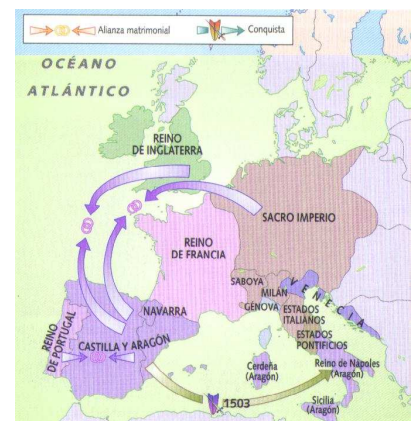 Alianza matrimonial
Conquista
OCÉANO
ATLÁNTICO
REINO
DE INGLATERRA
SACRO IMPERIO
REINO
DE FRANCIA
SABOYA
MILÁN
VENECIA
GÉNOVA
ESTADOS
ITALIANOS
ESTADOS
PONTIFICIOS
NAVARRA
REINO
DE PORTUGAL
CASTILLA Y ARAGÓN
Cerdeña
(Aragón)
Reino de Nápoles
(Aragón)
Sicilia
(Aragón)
1503